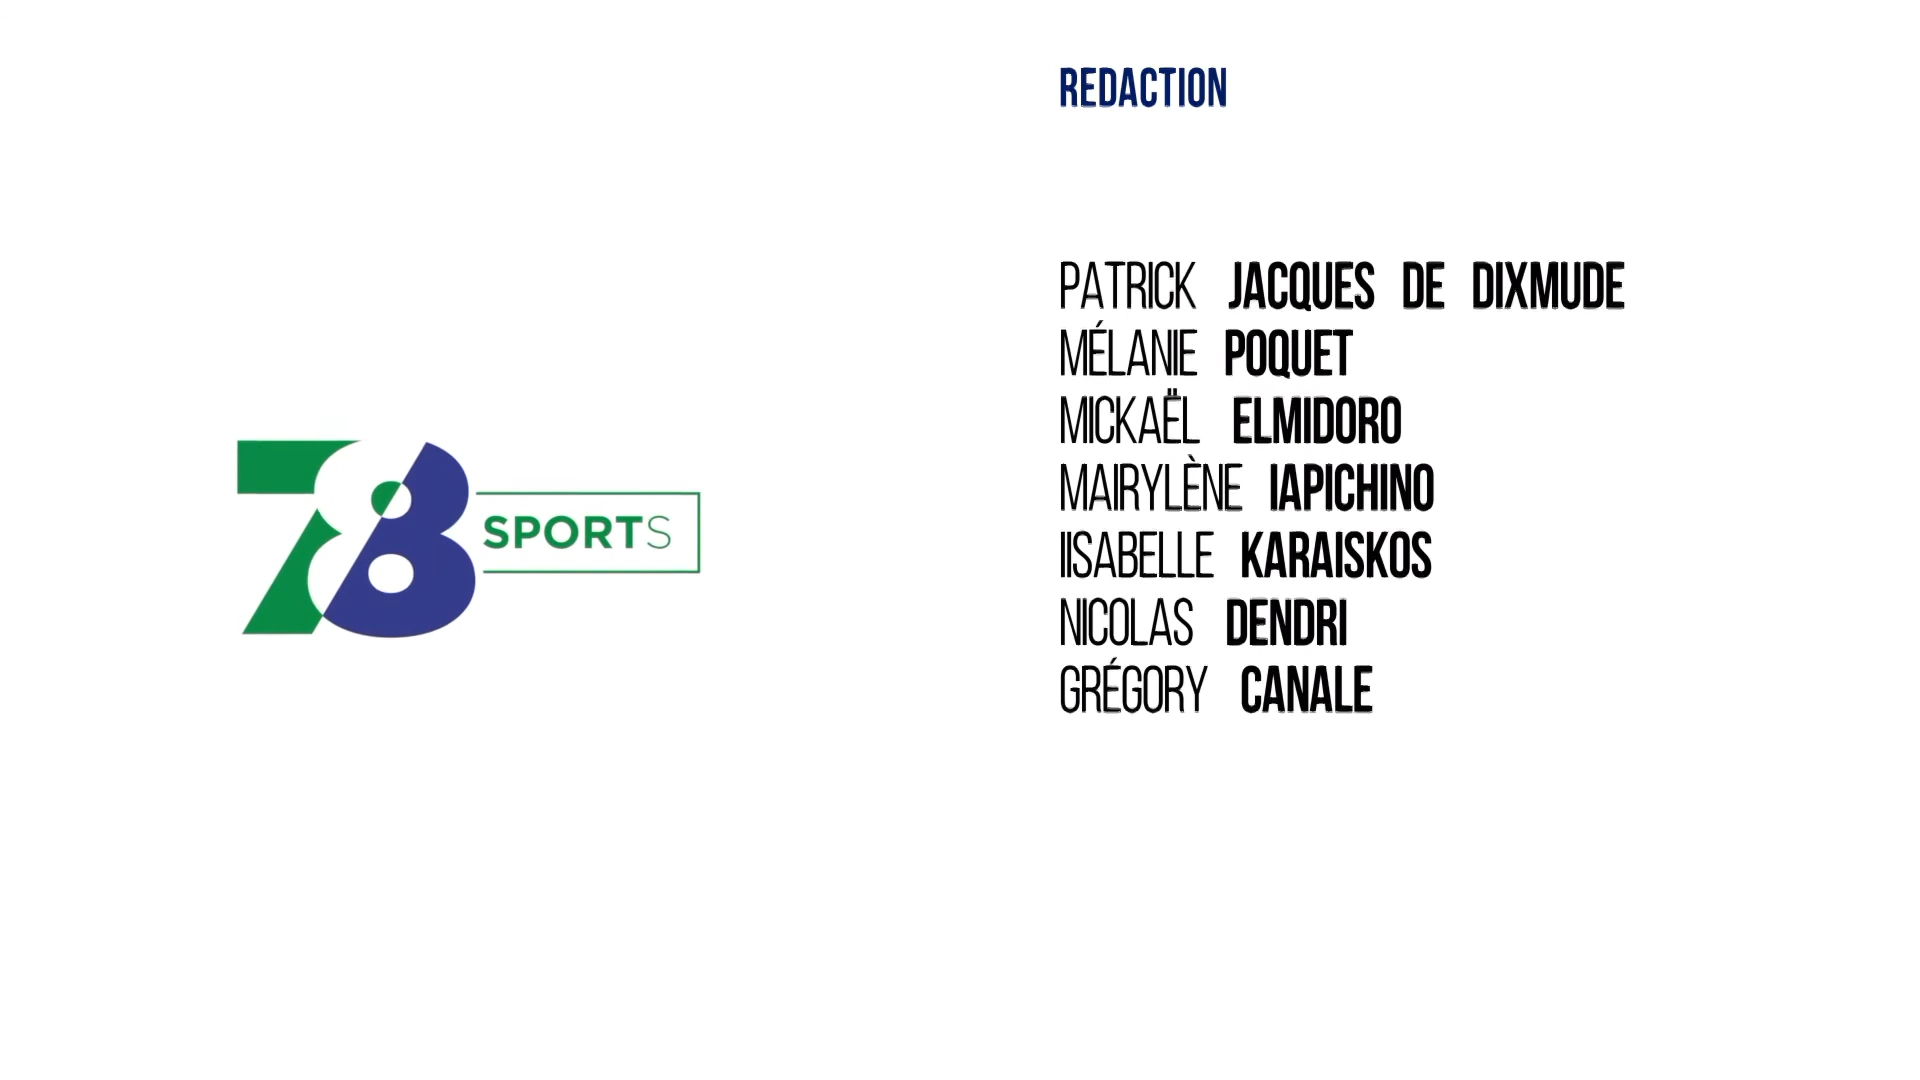 REDACTION
PATRICK JACQUES DE DIXMUDE
MÉLANIE POQUET
MICKAËL ELMIDORO
MAIRYLÈNE IAPICHINO
IISABELLE KARAISKOS
NICOLAS DENDRI
GRÉGORY CANALE
78
SPORTS